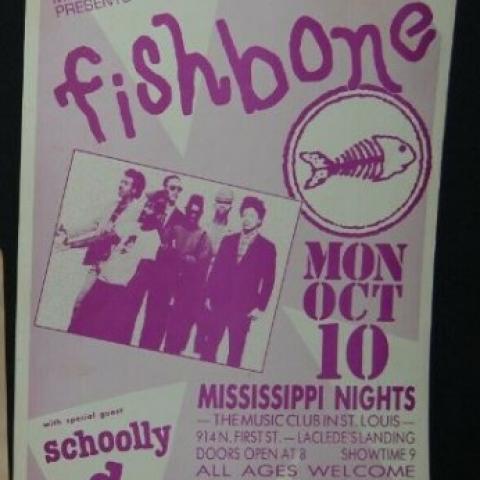 PRESENTS
fishbone
MON
OCT
10
MISSISSIPPI NIGHTS
— THE MUSIC CLUB IN ST. LOUIS —
914 N. FIRST ST. — LACLEDE'S LANDING
DOORS OPEN AT 8 SHOWTIME 9
ALL AGES WELCOME
with special guest
schoolly
d